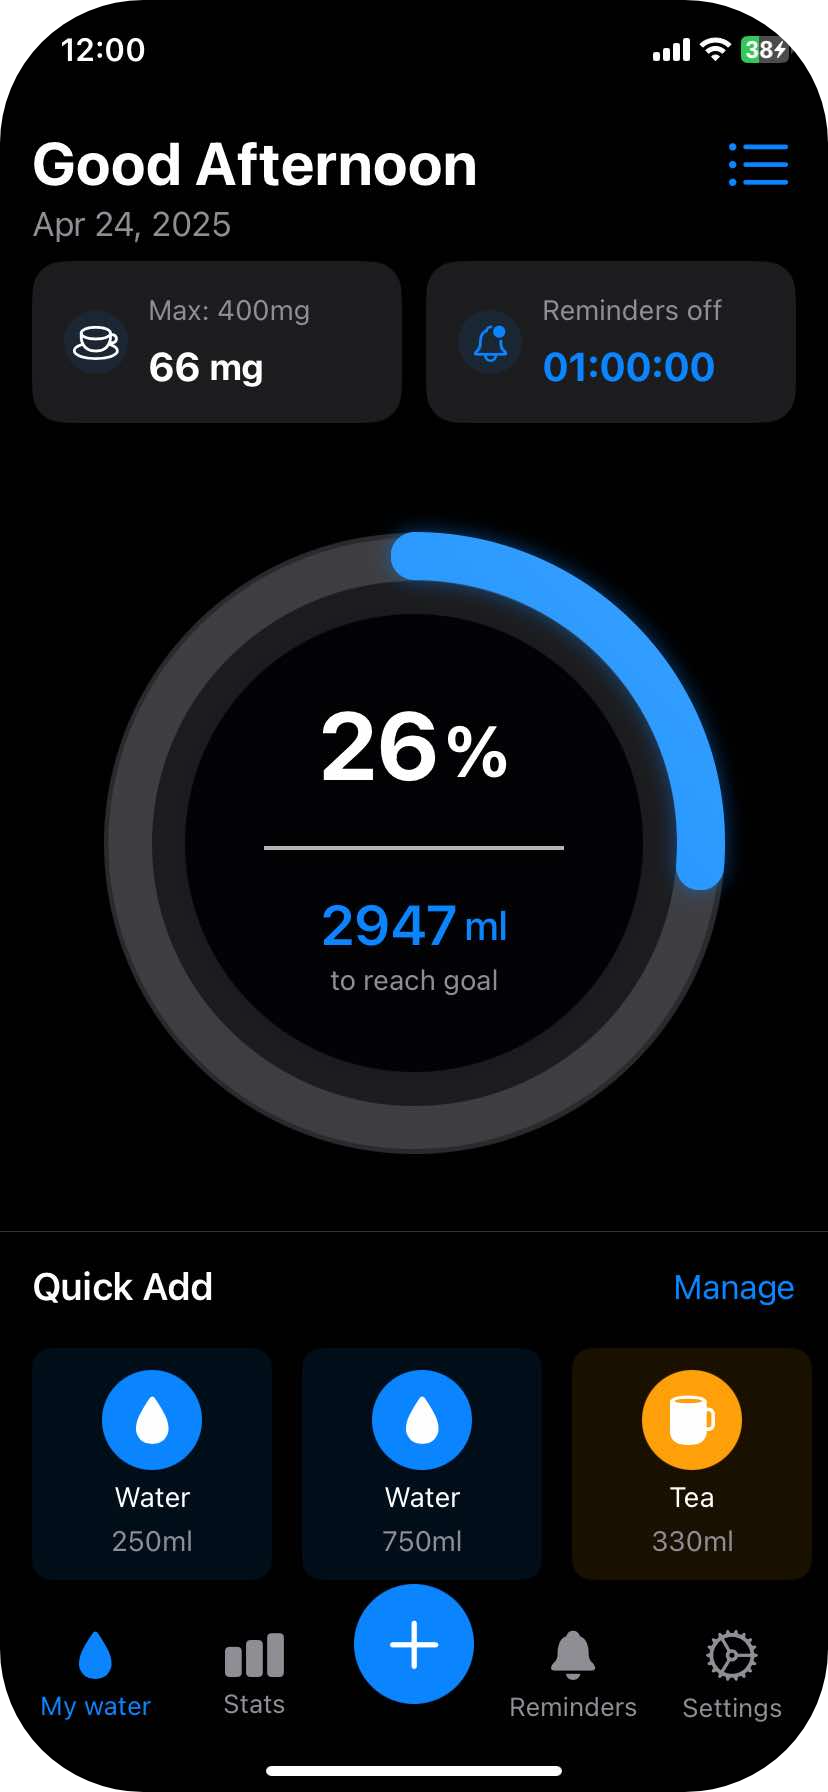 12:00
38
Good Afternoon
Apr 24, 2025
Max: 400mg
66 mg
Reminders off
01:00:00
26%
2947 ml
to reach goal
Quick Add
Manage
Water
250ml
Water
750ml
Tea
330ml
My water
Stats
Reminders
Settings